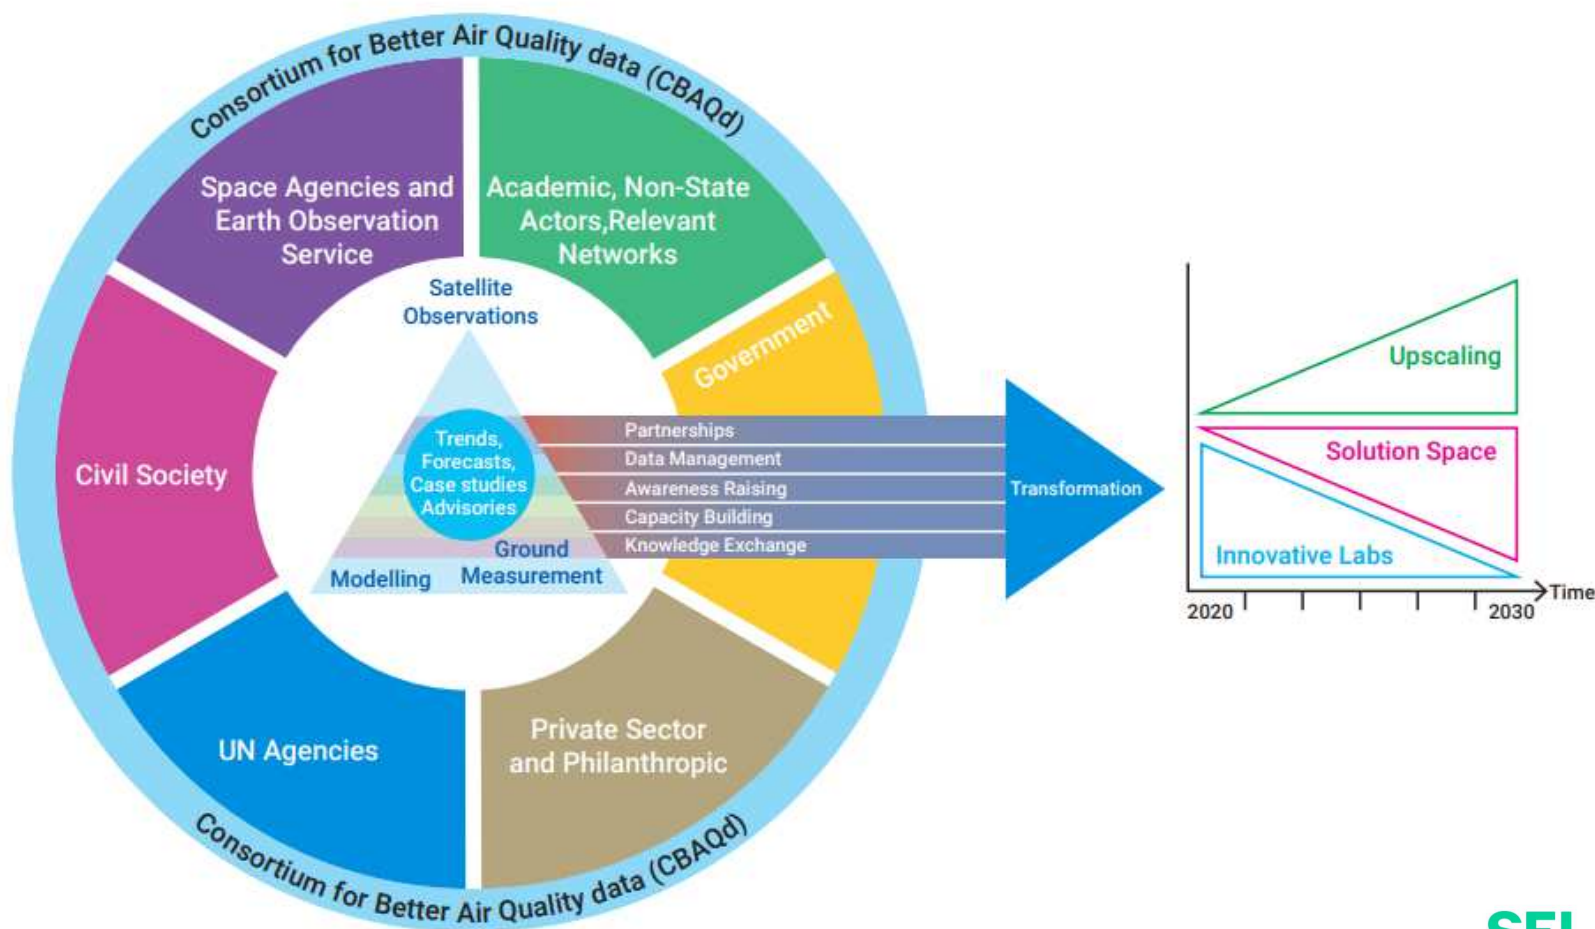 Consortium for Better Air Quality data (CBAQd)
Space Agencies and
Earth Observation
Service
Academic, Non-State
Actors,Relevant
Networks
Government
Civil Society
Satellite
Observations
Trends,
Forecasts,
Case studies
Advisories
Modelling
Ground
Measurement
Partnerships
Data Management
Awareness Raising
Capacity Building
Knowledge Exchange
Transformation
UN Agencies
Private Sector
and Philanthropic
Consortium for Better Air Quality data (CBAQd)
Upscaling
Solution Space
Innovative Labs
Time
2020
2030